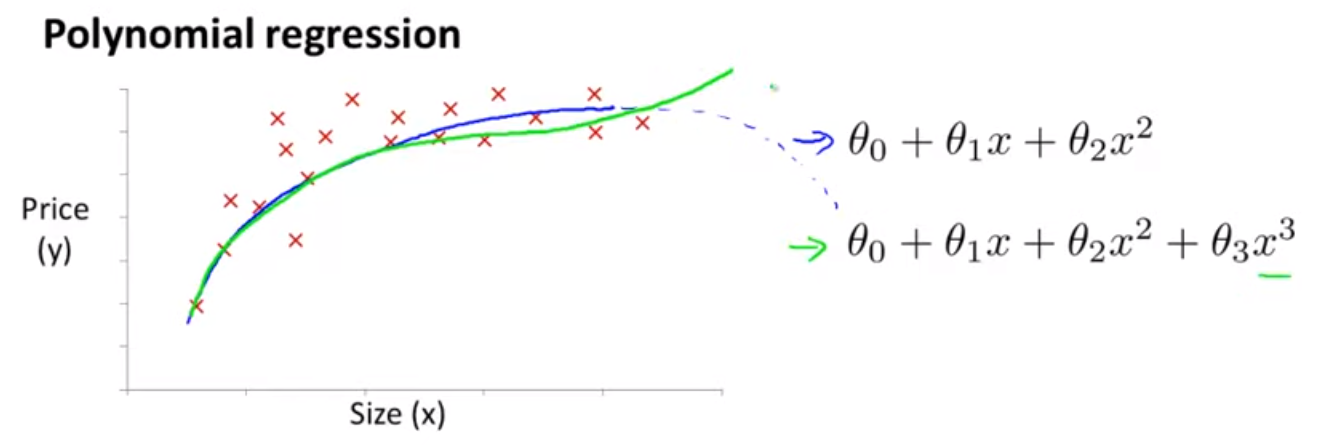 Polynomial regression
Price
(y)
Size (x)
θ₀ + θ₁x + θ₂x²
θ₀ + θ₁x + θ₂x² + θ₃x³